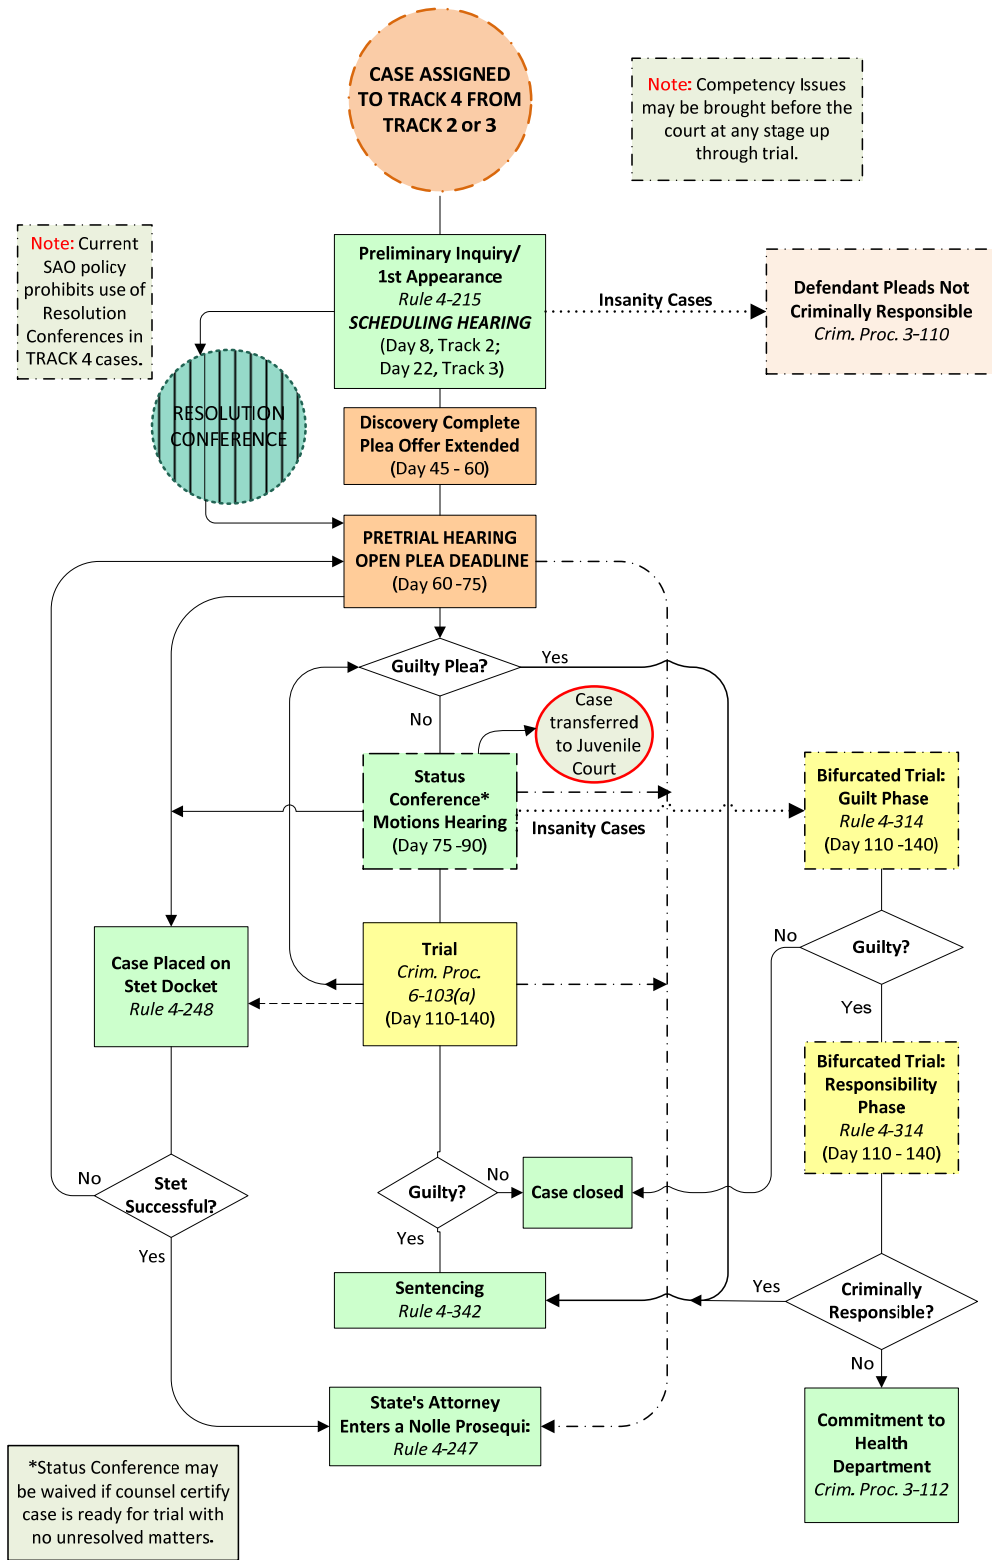 CASE ASSIGNED
TO TRACK 4 FROM
TRACK 2 or 3
Note: Competency Issues
may be brought before the
court at any stage up
through trial.
Note: Current
SAO policy
prohibits use of
Resolution
Conferences in
TRACK 4 cases.
Preliminary Inquiry/
1st Appearance
Rule 4-215
SCHEDULING HEARING
(Day 8, Track 2;
Day 22, Track 3)
Insanity Cases
Defendant Pleads Not
Criminally Responsible
Crim. Proc. 3-110
RESOLUTION
CONFERENCE
Discovery Complete
Plea Offer Extended
(Day 45 - 60)
PRETRIAL HEARING
OPEN PLEA DEADLINE
(Day 60 -75)
Guilty Plea?
Yes
No
Case
transferred
to Juvenile
Court
Status
Conference*
Motions Hearing
(Day 75 -90)
Insanity Cases
Bifurcated Trial:
Guilt Phase
Rule 4-314
(Day 110 -140)
Guilty?
No
Yes
Case Placed on
Stet Docket
Rule 4-248
Trial
Crim. Proc.
6-103(a)
(Day 110-140)
Bifurcated Trial:
Responsibility
Phase
Rule 4-314
(Day 110 - 140)
Stet
Successful?
No
Yes
Guilty?
No
Yes
Case closed
Sentencing
Rule 4-342
Criminally
Responsible?
Yes
No
State's Attorney
Enters a Nolle Prosequi:
Rule 4-247
Commitment to
Health
Department
Crim. Proc. 3-112
*Status Conference may
be waived if counsel certify
case is ready for trial with
no unresolved matters.